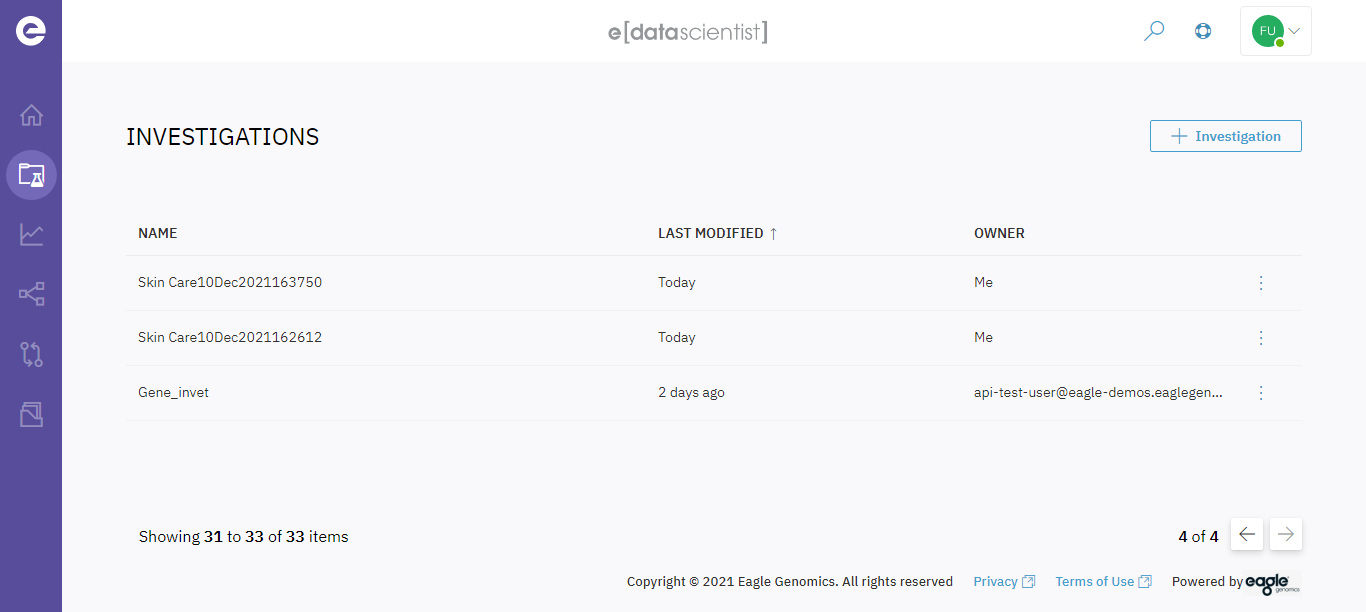 e[datascientist]
FU
INVESTIGATIONS
Investigation
NAME LAST MODIFIED ↑ OWNER
Skin Care10Dec2021163750 Today Me
Skin Care10Dec2021162612 Today Me
Gene_invet 2 days ago api-test-user@eagle-demos.eaglegen...
Showing 31 to 33 of 33 items 4 of 4
Copyright © 2021 Eagle Genomics. All rights reserved Privacy Terms of Use Powered by eagle genomics